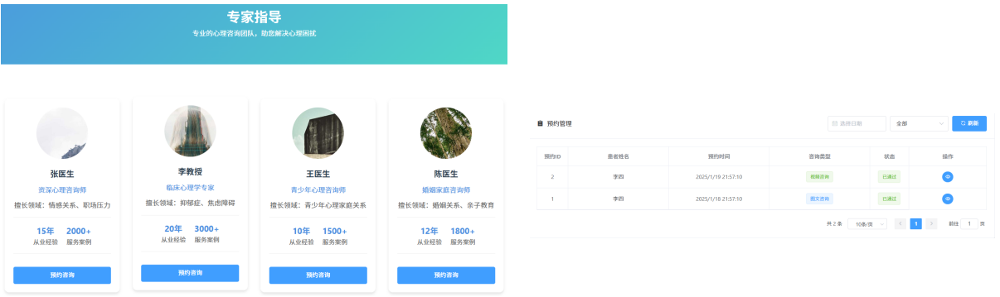 专家指导
专业的心理咨询团队，助您解决心理困扰
张医生
资深心理咨询师
擅长领域：情感关系、职场压力
15年 2000+
从业经验 服务案例
预约咨询
李教授
临床心理学专家
擅长领域：抑郁症、焦虑障碍
20年 3000+
从业经验 服务案例
预约咨询
王医生
青少年心理咨询师
擅长领域：青少年心理家庭关系
10年 1500+
从业经验 服务案例
预约咨询
陈医生
婚姻家庭咨询师
擅长领域：婚姻关系、亲子教育
12年 1800+
从业经验 服务案例
预约咨询
预约管理 选择日期 全部 刷新
预约ID 患者姓名 预约时间 咨询类型 状态 操作
2 李四 2025/1/19 21:57:10 视频咨询 已通过
1 李四 2025/1/18 21:57:10 图文咨询 已通过
共 2 条 10条/页 1 前往 1 页